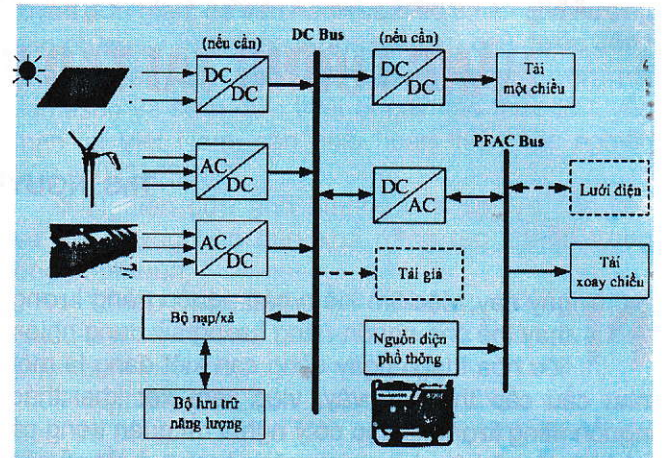 (nếu cần)
DC Bus
(nếu cần)
DC
DC
DC
DC
Tải
một chiều
PFAC Bus
AC
DC
DC
AC
Lưới điện
AC
DC
Tải giả
Tải
xoay chiều
Bộ nạp/xả
Nguồn điện
phổ thông
Bộ lưu trữ
năng lượng